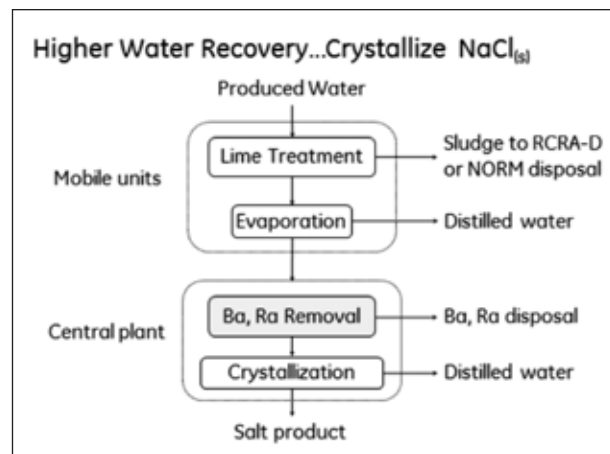 Higher Water Recovery...Crystallize NaCl(s)
Produced Water
Lime Treatment
Sludge to RCRA-D
or NORM disposal
Mobile units
Evaporation
Distilled water
Ba, Ra Removal
Ba, Ra disposal
Central plant
Crystallization
Distilled water
Salt product